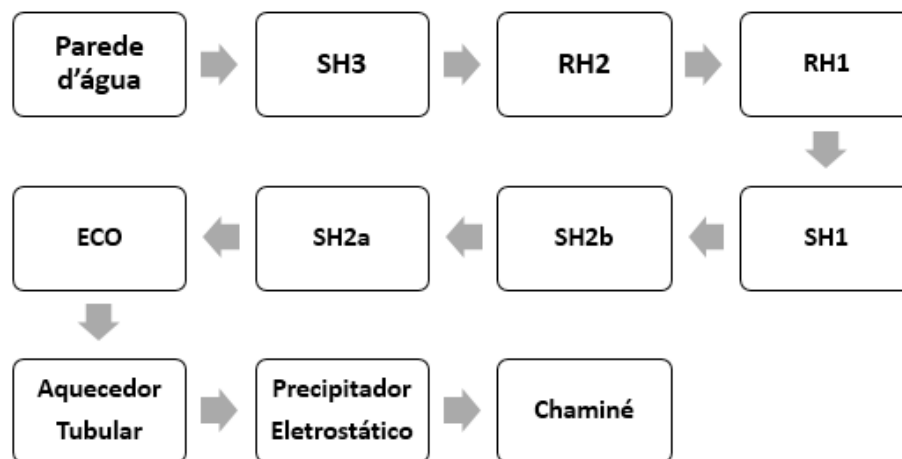 Parede
d'água
SH3
RH2
RH1
ECO
SH2a
SH2b
SH1
Aquecedor
Tubular
Precipitador
Eletrostático
Chaminé